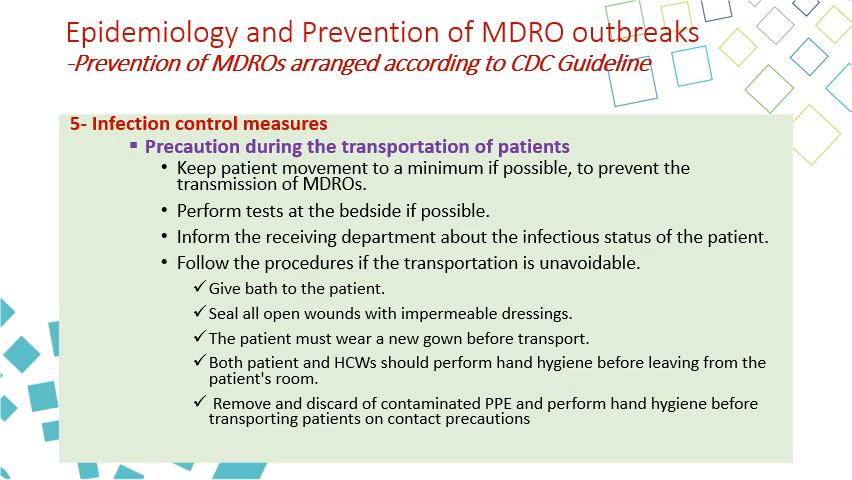 Epidemiology and Prevention of MDRO outbreaks
-Prevention of MDROs arranged according to CDC Guideline
5- Infection control measures
▪ Precaution during the transportation of patients
• Keep patient movement to a minimum if possible, to prevent the
transmission of MDROs.
• Perform tests at the bedside if possible.
• Inform the receiving department about the infectious status of the patient.
• Follow the procedures if the transportation is unavoidable.
✓Give bath to the patient.
✓Seal all open wounds with impermeable dressings.
✓The patient must wear a new gown before transport.
✓Both patient and HCWs should perform hand hygiene before leaving from the
patient's room.
✓ Remove and discard of contaminated PPE and perform hand hygiene before
transporting patients on contact precautions